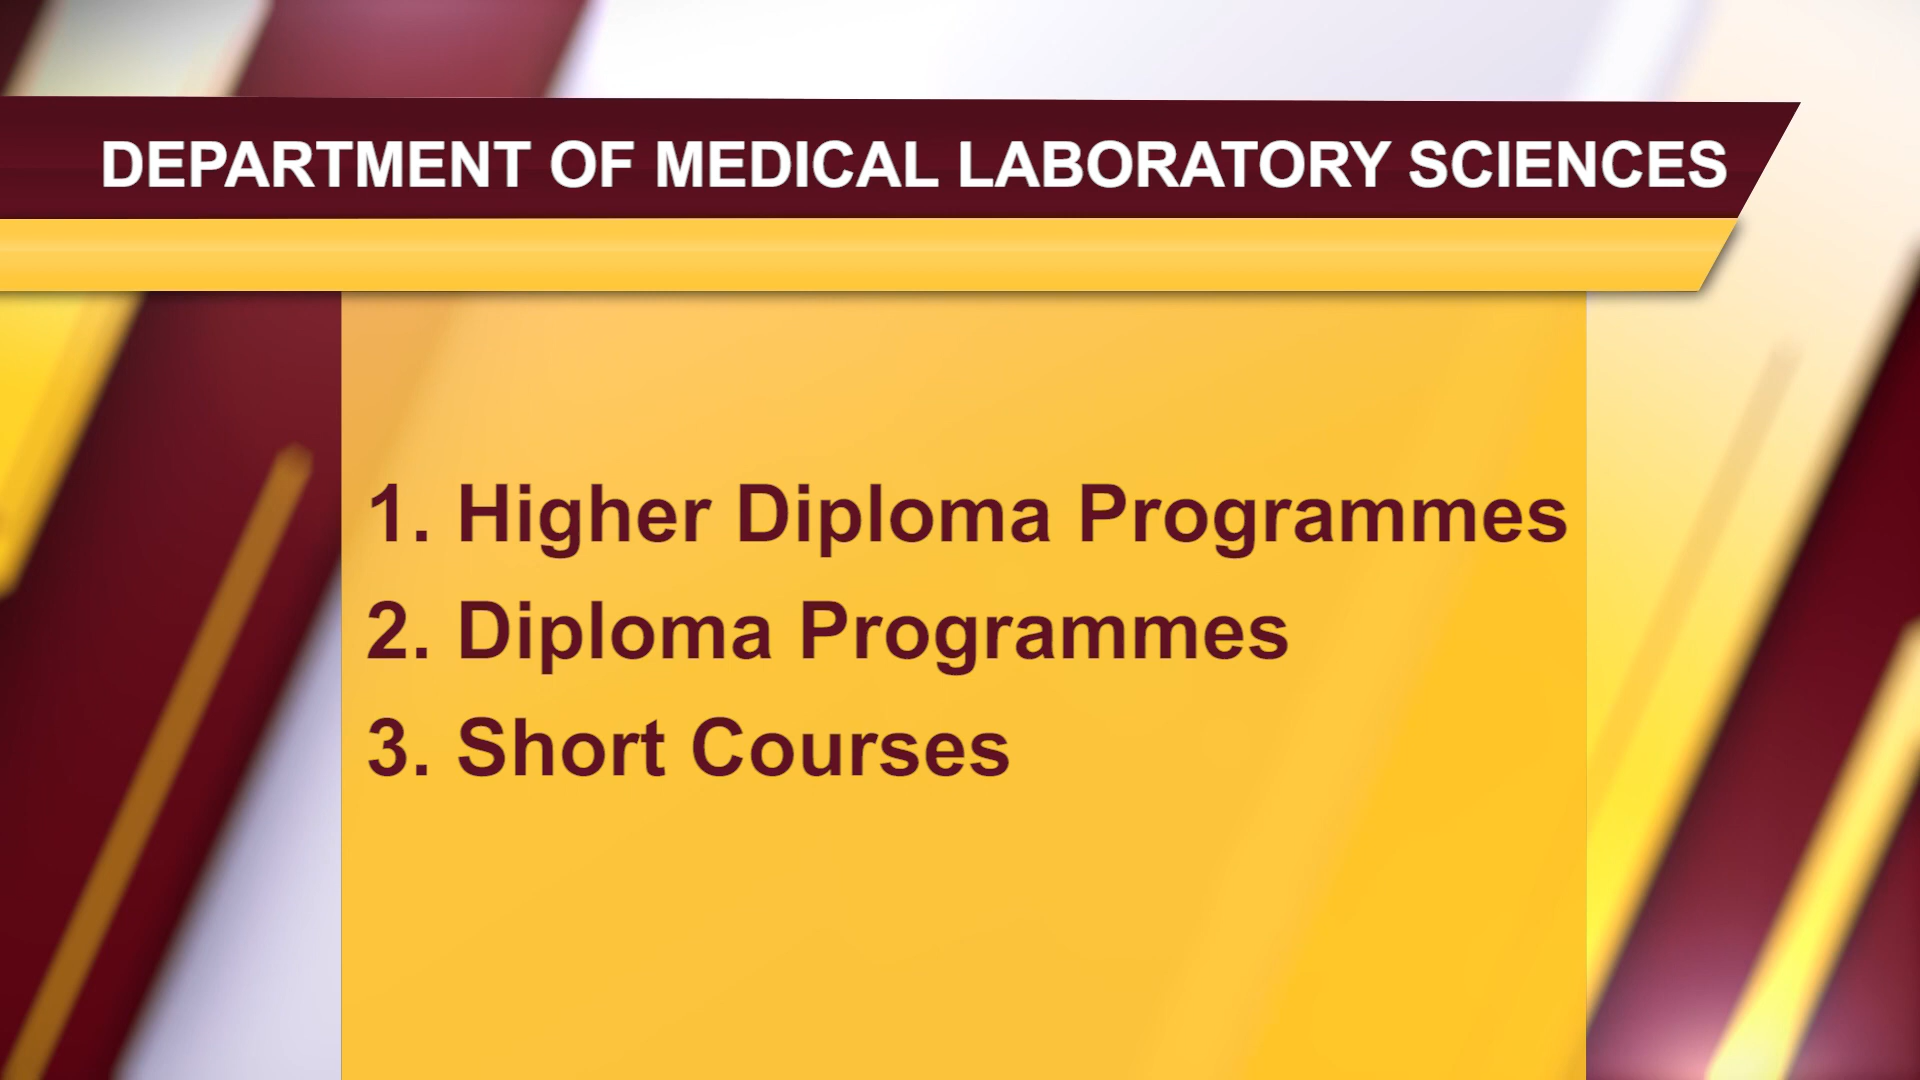 DEPARTMENT OF MEDICAL LABORATORY SCIENCES
1. Higher Diploma Programmes
2. Diploma Programmes
3. Short Courses